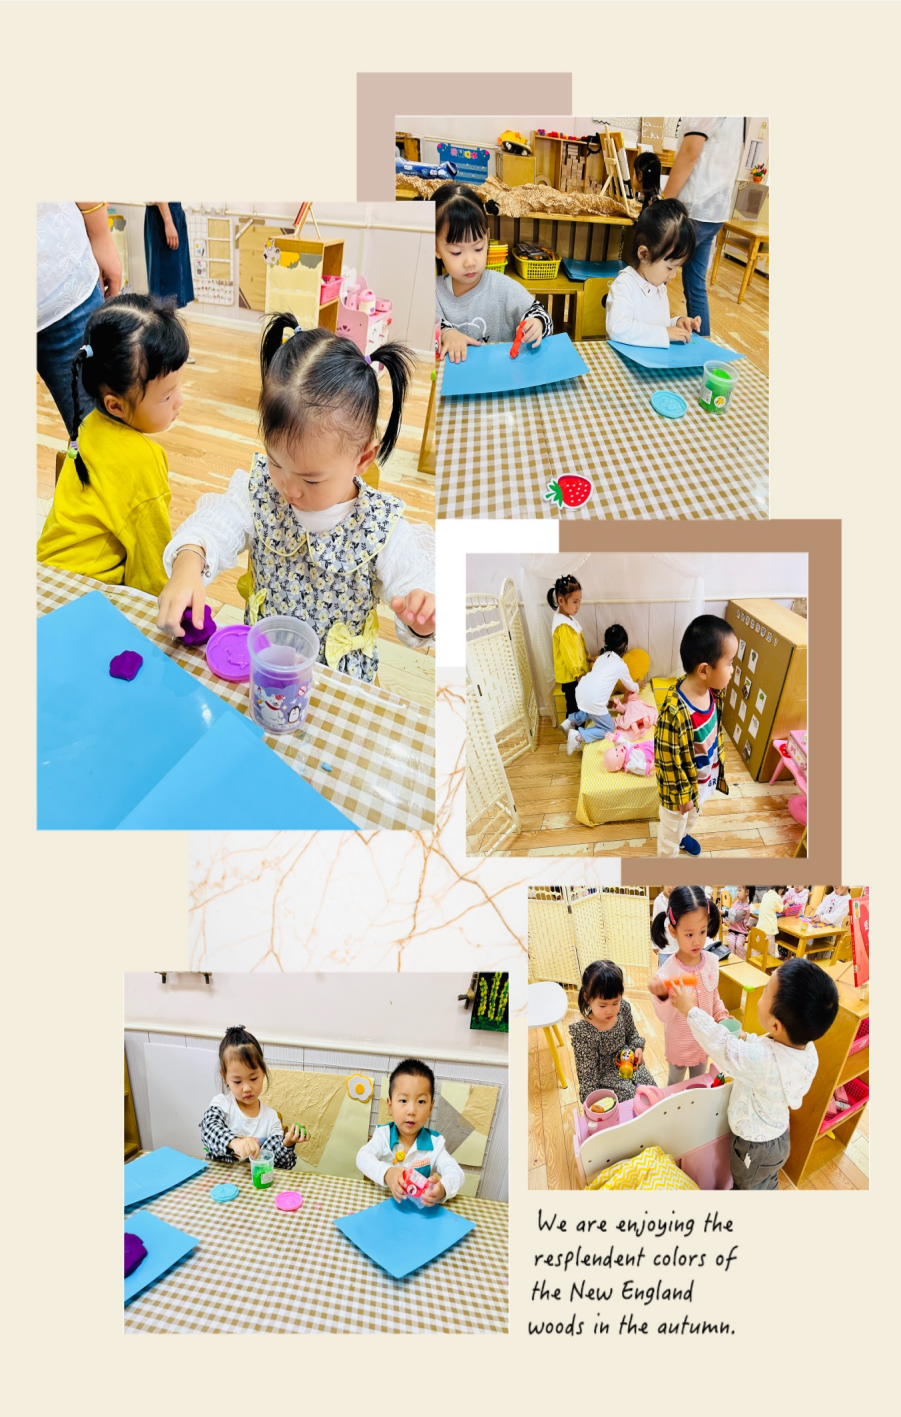 We are enjoying the
resplendent colors of
the New England
woods in the autumn.